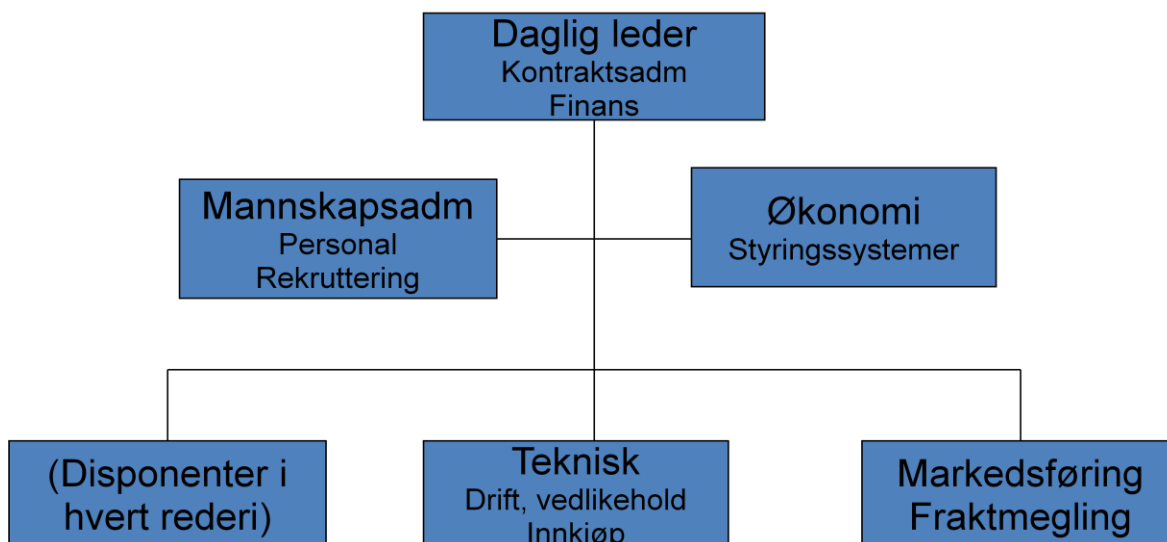 Daglig leder
Kontraktsadm
Finans
Mannskapsadm
Personal
Rekruttering
Økonomi
Styringssystemer
(Disponenter i
hvert rederi)
Teknisk
Drift, vedlikehold
Innkjøp
Markedsføring
Fraktmegling